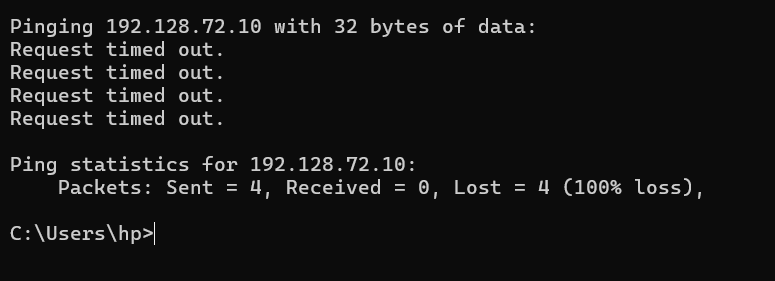 Pinging 192.128.72.10 with 32 bytes of data:
Request timed out.
Request timed out.
Request timed out.
Request timed out.
Ping statistics for 192.128.72.10:
Packets: Sent = 4, Received = 0, Lost = 4 (100% loss),
C:\Users\hp>